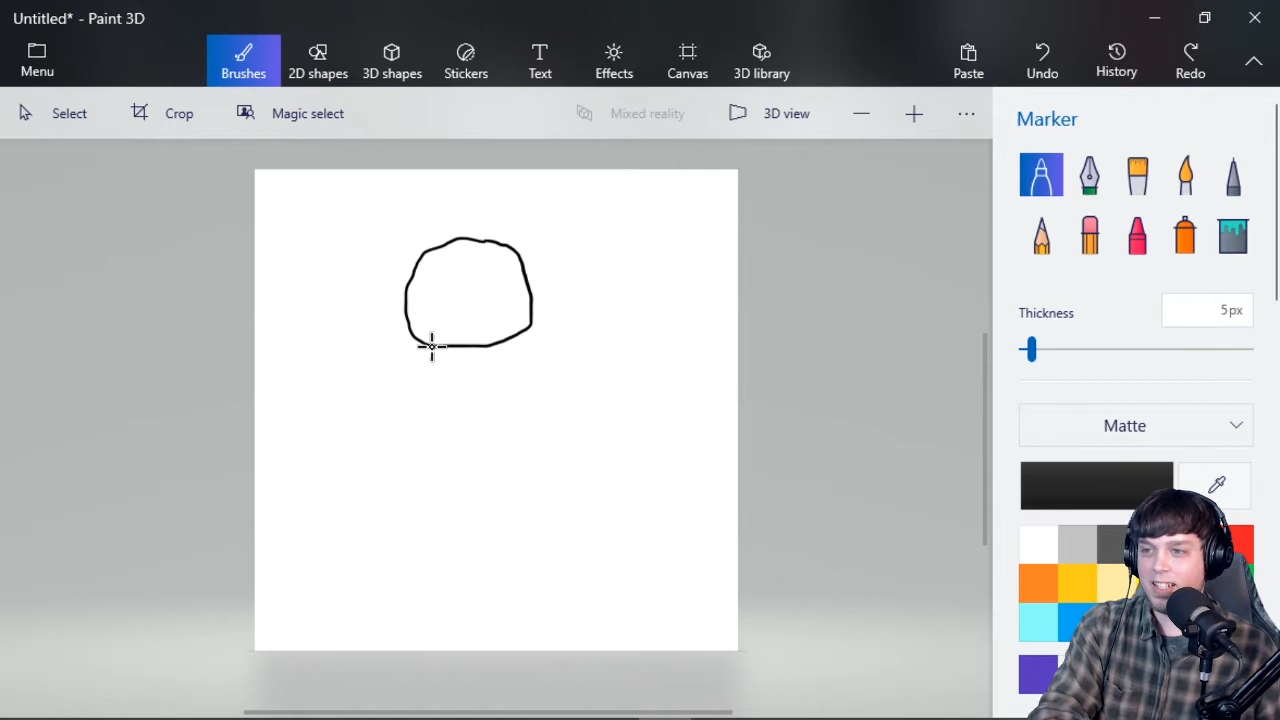 Untitled* - Paint 3D
Menu
Brushes
2D shapes
3D shapes
Stickers
Text
Effects
Canvas
3D library
Paste
Undo
History
Redo
Select
Crop
Magic select
Mixed reality
3D view
Marker
Thickness
5px
Matte